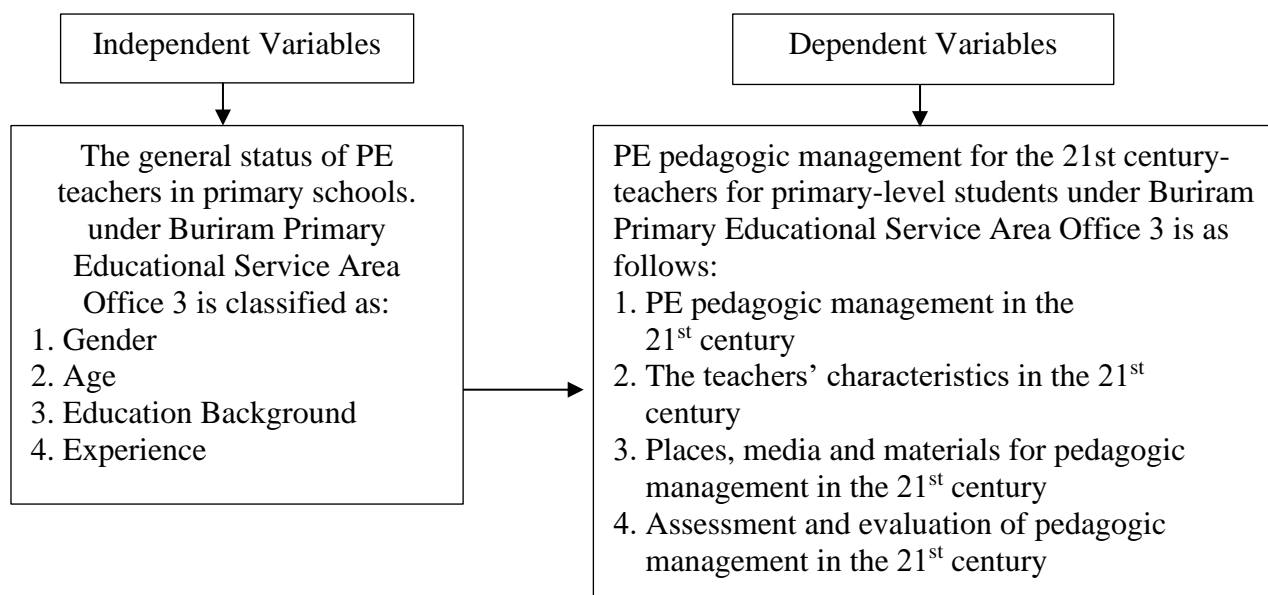 Independent Variables
Dependent Variables
The general status of PE
teachers in primary schools.
under Buriram Primary
Educational Service Area
Office 3 is classified as:
1. Gender
2. Age
3. Education Background
4. Experience
PE pedagogic management for the 21st century-
teachers for primary-level students under Buriram
Primary Educational Service Area Office 3 is as
follows:
1. PE pedagogic management in the
21st century
2. The teachers’ characteristics in the 21st
century
3. Places, media and materials for pedagogic
management in the 21st century
4. Assessment and evaluation of pedagogic
management in the 21st century